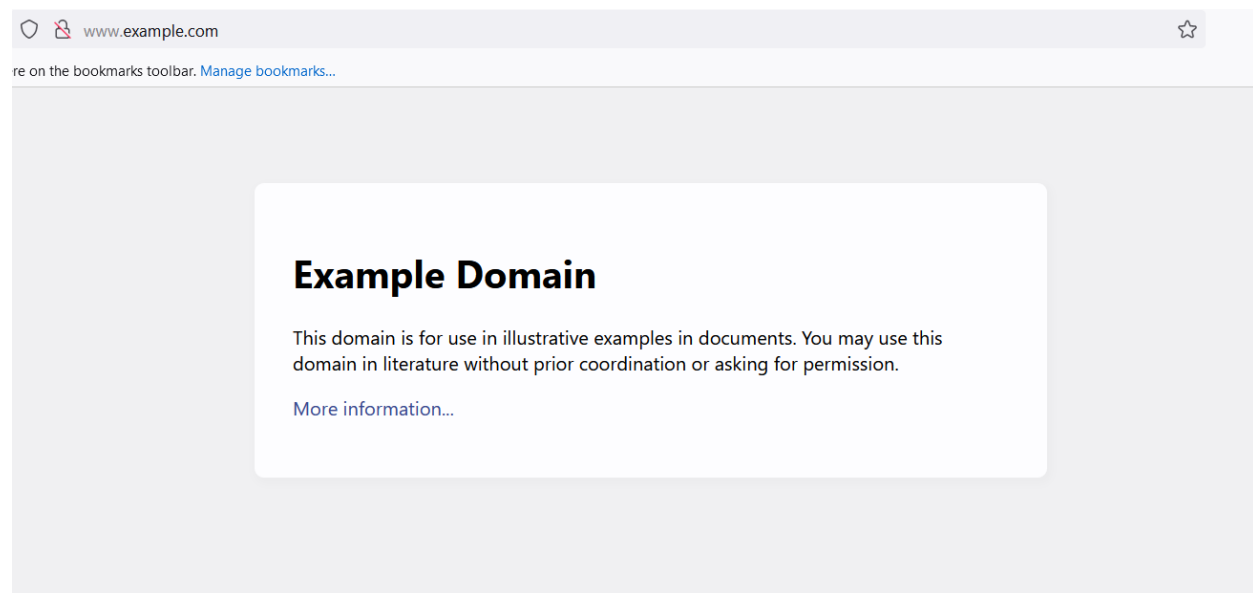 www.example.com
re on the bookmarks toolbar. Manage bookmarks...
Example Domain
This domain is for use in illustrative examples in documents. You may use this
domain in literature without prior coordination or asking for permission.
More information...